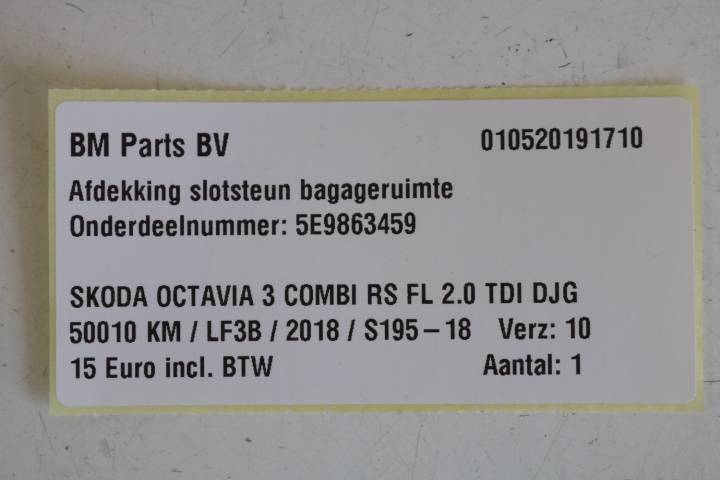 BM Parts BV 010520191710
Afdekking slotsteun bagageruimte
Onderdeelnummer: 5E9863459
SKODA OCTAVIA 3 COMBI RS FL 2.0 TDI DJG
50010 KM / LF3B / 2018 / S195-18 Verz: 10
15 Euro incl. BTW Aantal: 1